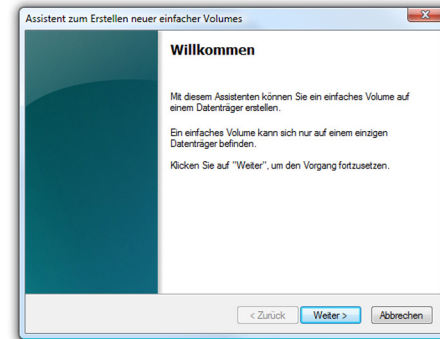 Assistent zum Erstellen neuer einfacher Volumes
Willkommen
Mit diesem Assistenten können Sie ein einfaches Volume auf
einem Datenträger erstellen.
Ein einfaches Volume kann sich nur auf einem einzigen
Datenträger befinden.
Klicken Sie auf "Weiter", um den Vorgang fortzusetzen.
< Zurück Weiter > Abbrechen